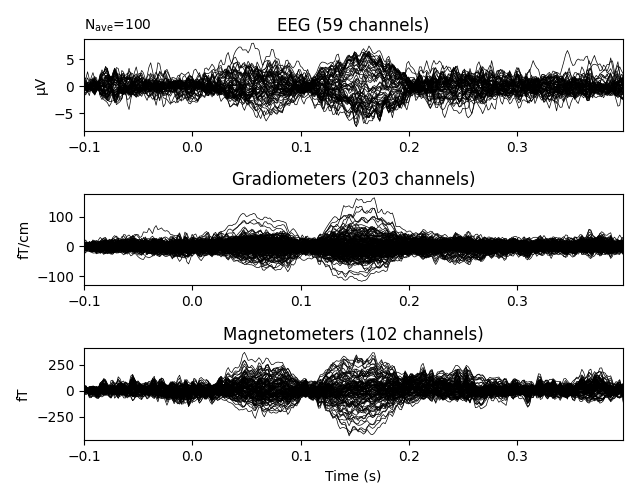 N_ave=100
EEG (59 channels)
5
0
−5
µV
−0.1 0.0 0.1 0.2 0.3
Gradiometers (203 channels)
100
0
−100
fT/cm
−0.1 0.0 0.1 0.2 0.3
Magnetometers (102 channels)
250
0
−250
fT
−0.1 0.0 0.1 0.2 0.3
Time (s)